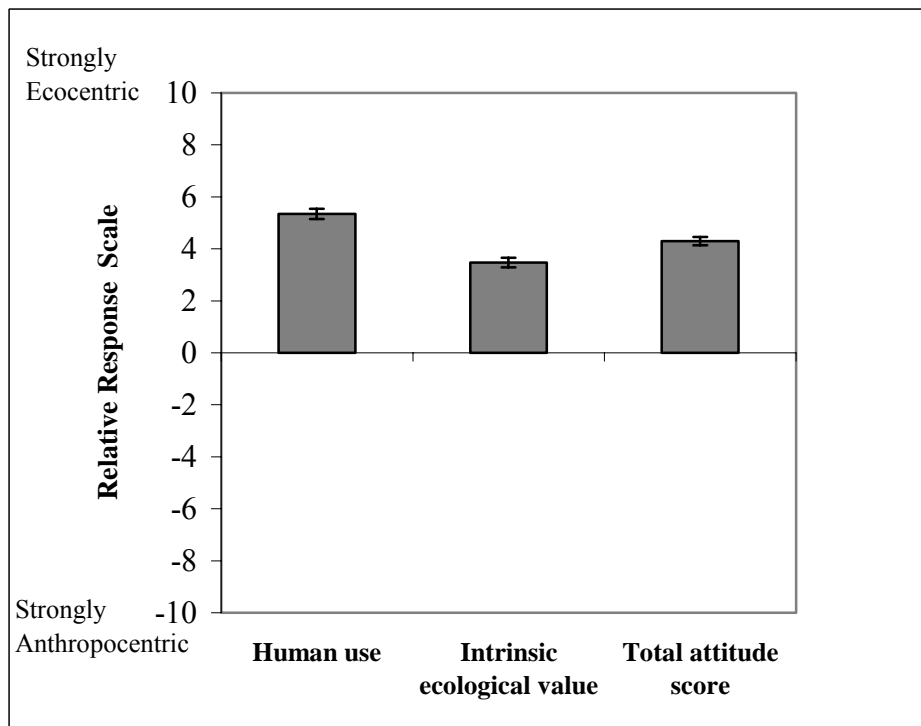 Strongly
Ecocentric
10
8
6
4
2
0
-2
-4
-6
-8
-10
Relative Response Scale
Strongly
Anthropocentric
Human use
Intrinsic
ecological value
Total attitude
score